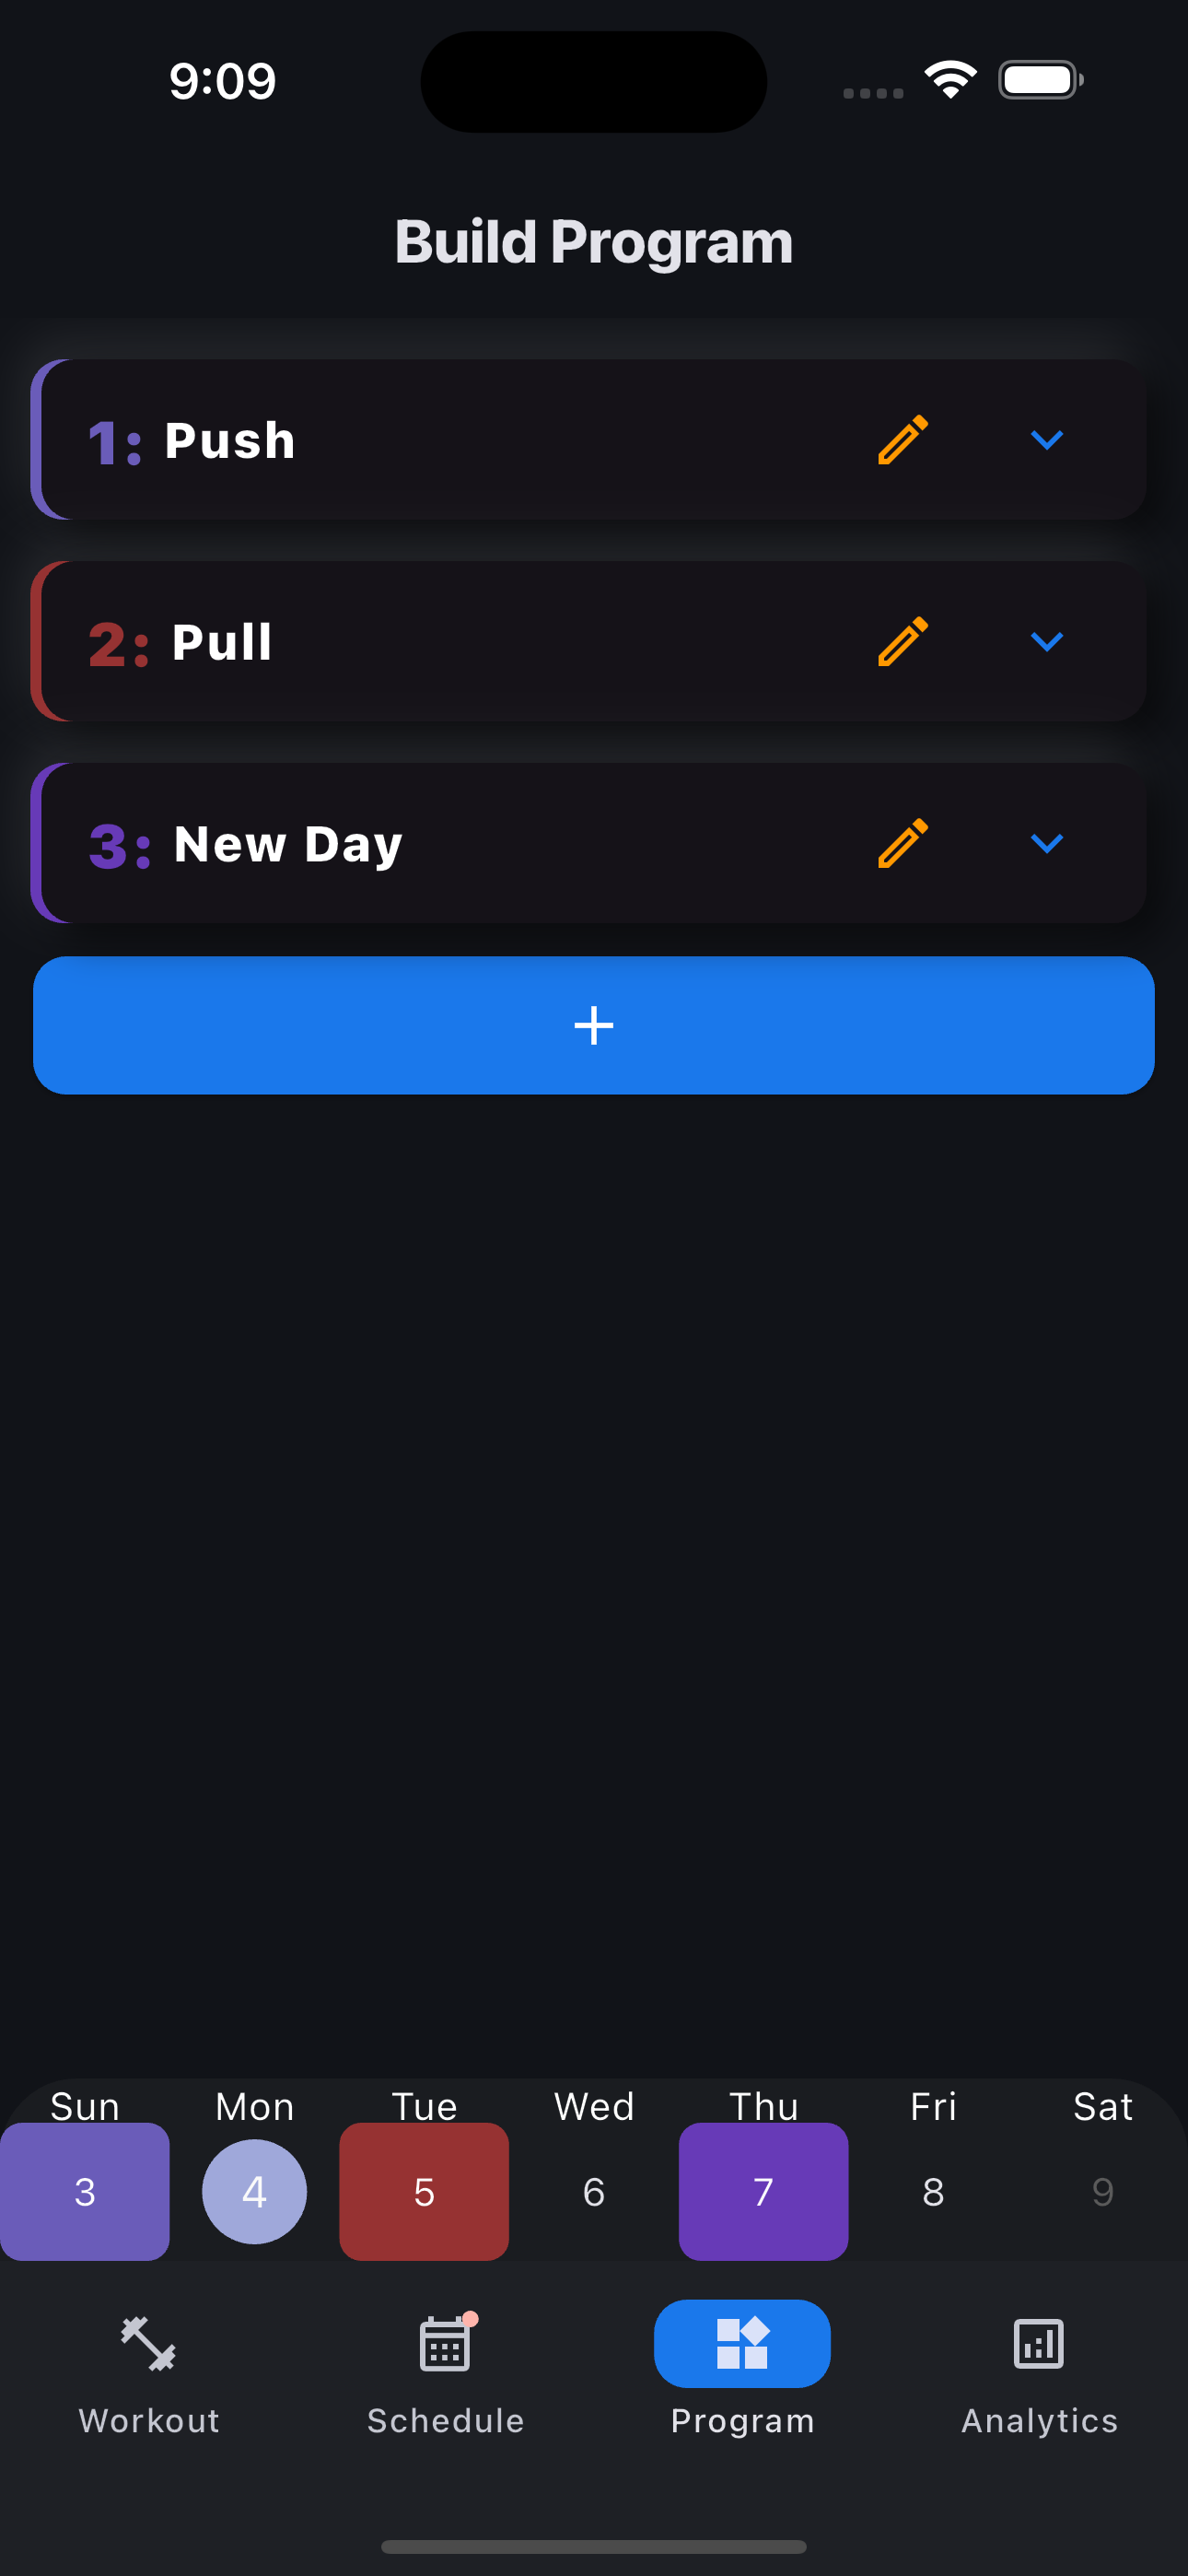 9:09
Build Program
1: Push
2: Pull
3: New Day
+
Sun Mon Tue Wed Thu Fri Sat
3 4 5 6 7 8 9
Workout Schedule Program Analytics